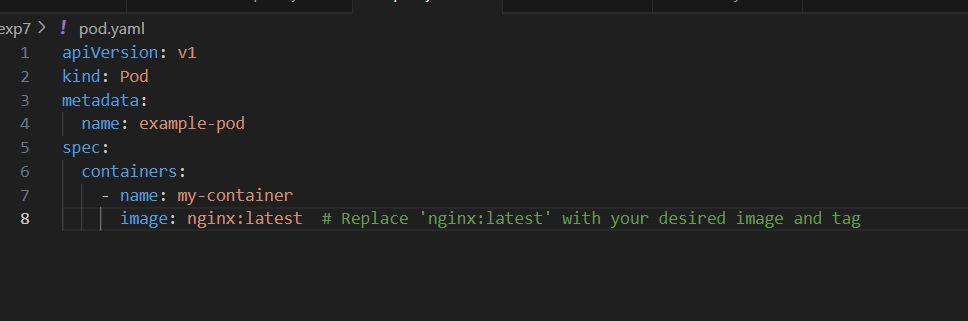 exp7 > ! pod.yaml
1 apiVersion: v1
2 kind: Pod
3 metadata:
4   name: example-pod
5 spec:
6   containers:
7     - name: my-container
8       image: nginx:latest  # Replace 'nginx:latest' with your desired image and tag